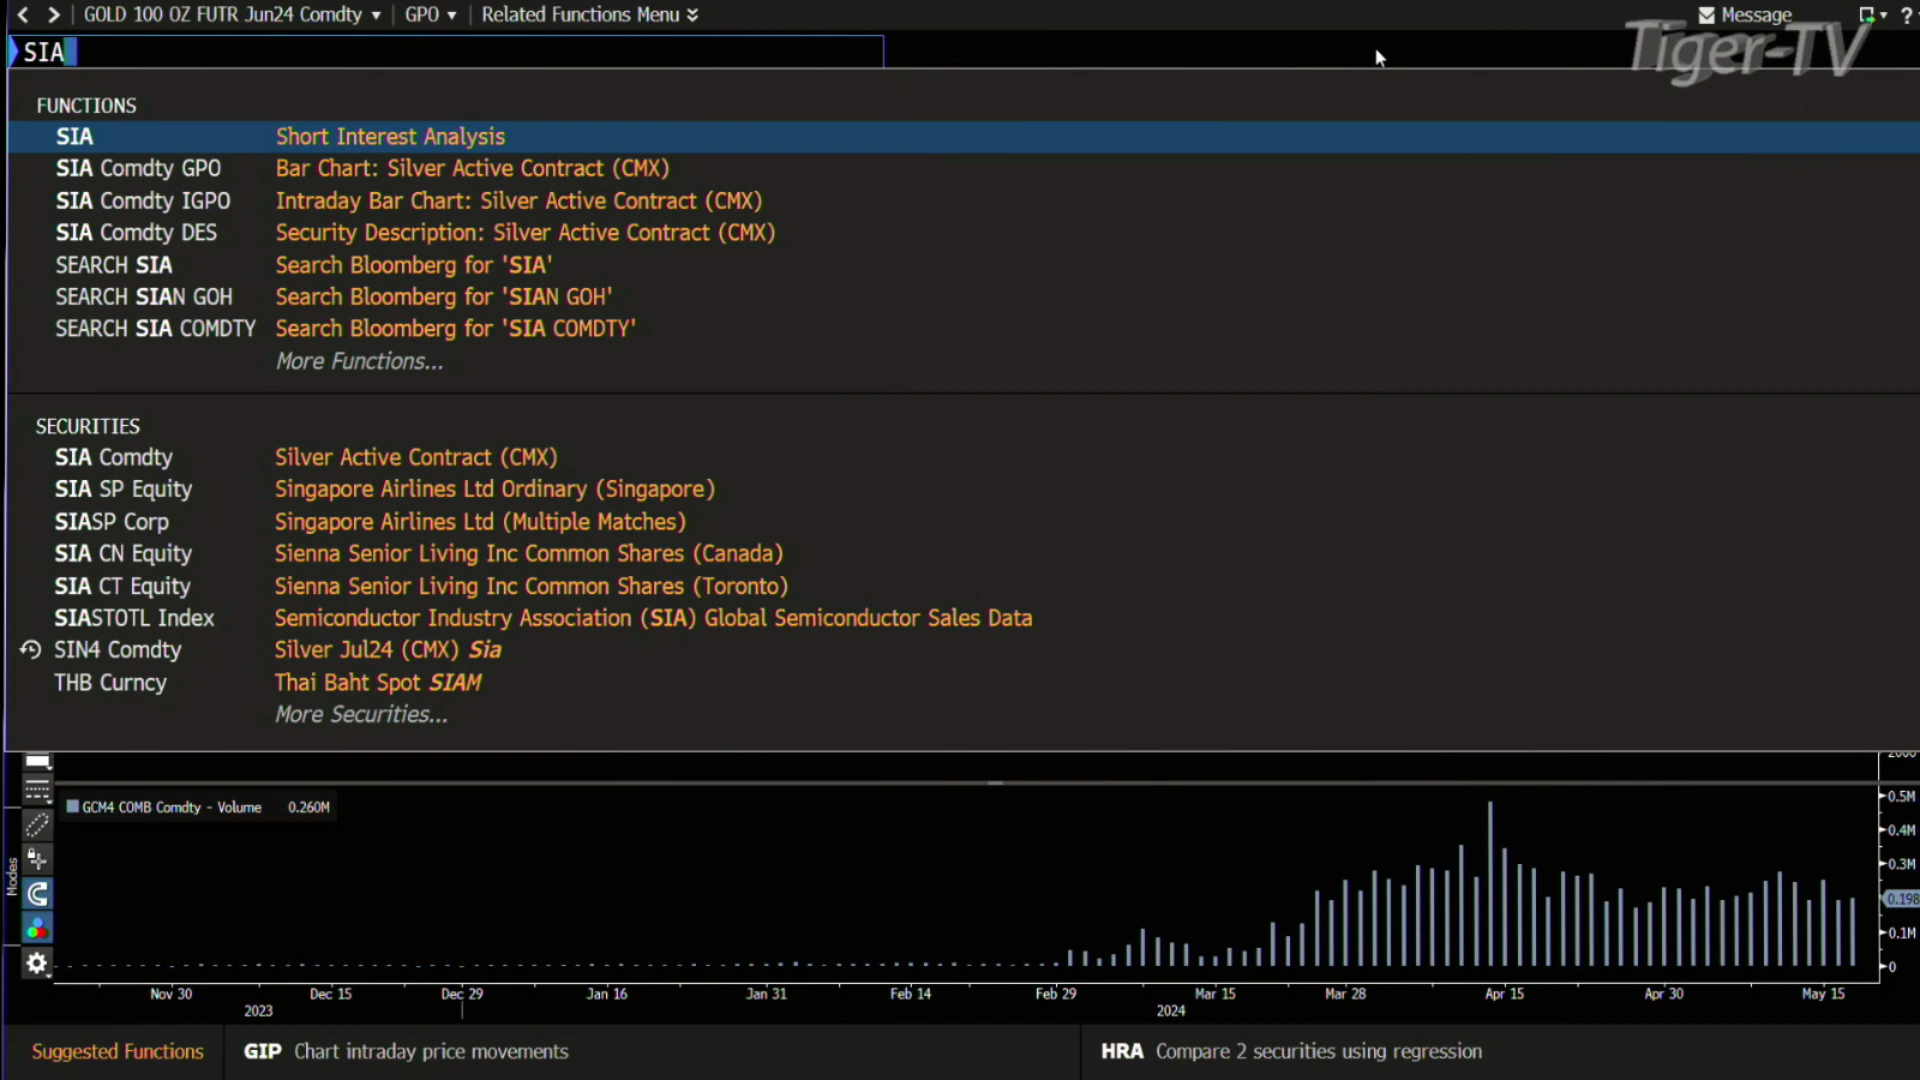 GOLD 100 OZ FUTR Jun24 Comdty GPO Related Functions Menu Message ?
Tiger-TV
SIA
FUNCTIONS
SIA Short Interest Analysis
SIA Comdty GPO Bar Chart: Silver Active Contract (CMX)
SIA Comdty IGPO Intraday Bar Chart: Silver Active Contract (CMX)
SIA Comdty DES Security Description: Silver Active Contract (CMX)
SEARCH SIA Search Bloomberg for 'SIA'
SEARCH SIAN GOH Search Bloomberg for 'SIAN GOH'
SEARCH SIA COMDTY Search Bloomberg for 'SIA COMDTY'
More Functions...
SECURITIES
SIA Comdty Silver Active Contract (CMX)
SIA SP Equity Singapore Airlines Ltd Ordinary (Singapore)
SIASP Corp Singapore Airlines Ltd (Multiple Matches)
SIA CN Equity Sienna Senior Living Inc Common Shares (Canada)
SIA CT Equity Sienna Senior Living Inc Common Shares (Toronto)
SIASTOTL Index Semiconductor Industry Association (SIA) Global Semiconductor Sales Data
SIN4 Comdty Silver Jul24 (CMX) Sia
THB Curncy Thai Baht Spot SIAM
More Securities...
2000
GCM4 COMB Comdty - Volume 0.260M
0.5M
0.4M
0.3M
0.198
0.1M
0
Modes
Nov 30 Dec 15 Dec 29 Jan 16 Jan 31 Feb 14 Feb 29 Mar 15 Mar 28 Apr 15 Apr 30 May 15
2023 2024
Suggested Functions GIP Chart intraday price movements HRA Compare 2 securities using regression